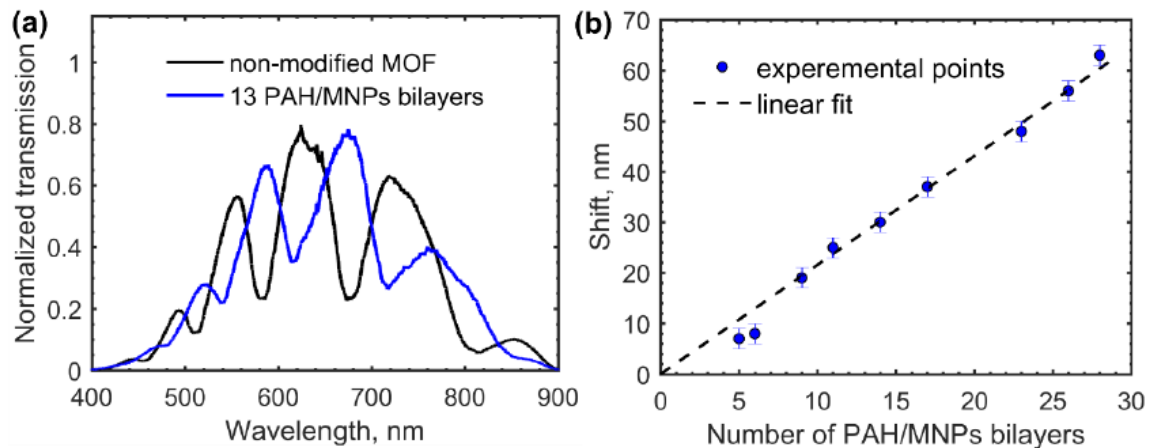 (a)
Normalized transmission
1
0.8
0.6
0.4
0.2
0
non-modified MOF
13 PAH/MNPs bilayers
400 500 600 700 800 900
Wavelength, nm
(b)
Shift, nm
70
60
50
40
30
20
10
0
experemental points
linear fit
0 5 10 15 20 25 30
Number of PAH/MNPs bilayers